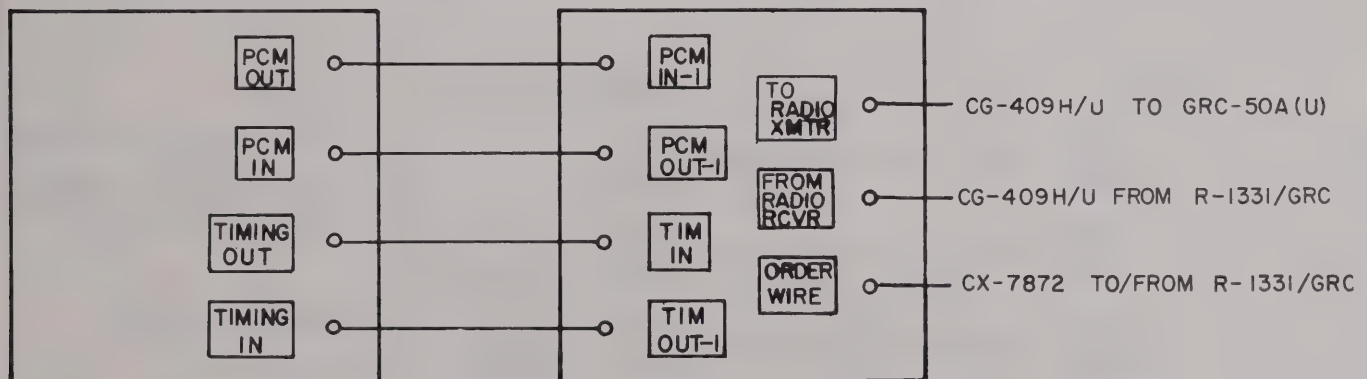 PCM
OUT
PCM
IN
TIMING
OUT
TIMING
IN
PCM
IN-1
PCM
OUT-1
TIM
IN
TIM
OUT-1
TO
RADIO
XMTR
FROM
RADIO
RCVR
ORDER
WIRE
CG-409H/U TO GRC-50A(U)
CG-409H/U FROM R-1331/GRC
CX-7872 TO/FROM R-1331/GRC